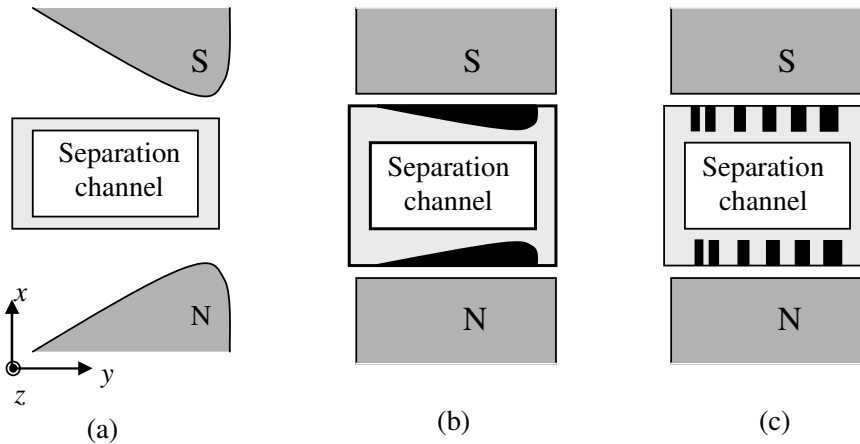 S
Separation
channel
N
x
y
z
(a)
S
Separation
channel
N
(b)
S
Separation
channel
N
(c)